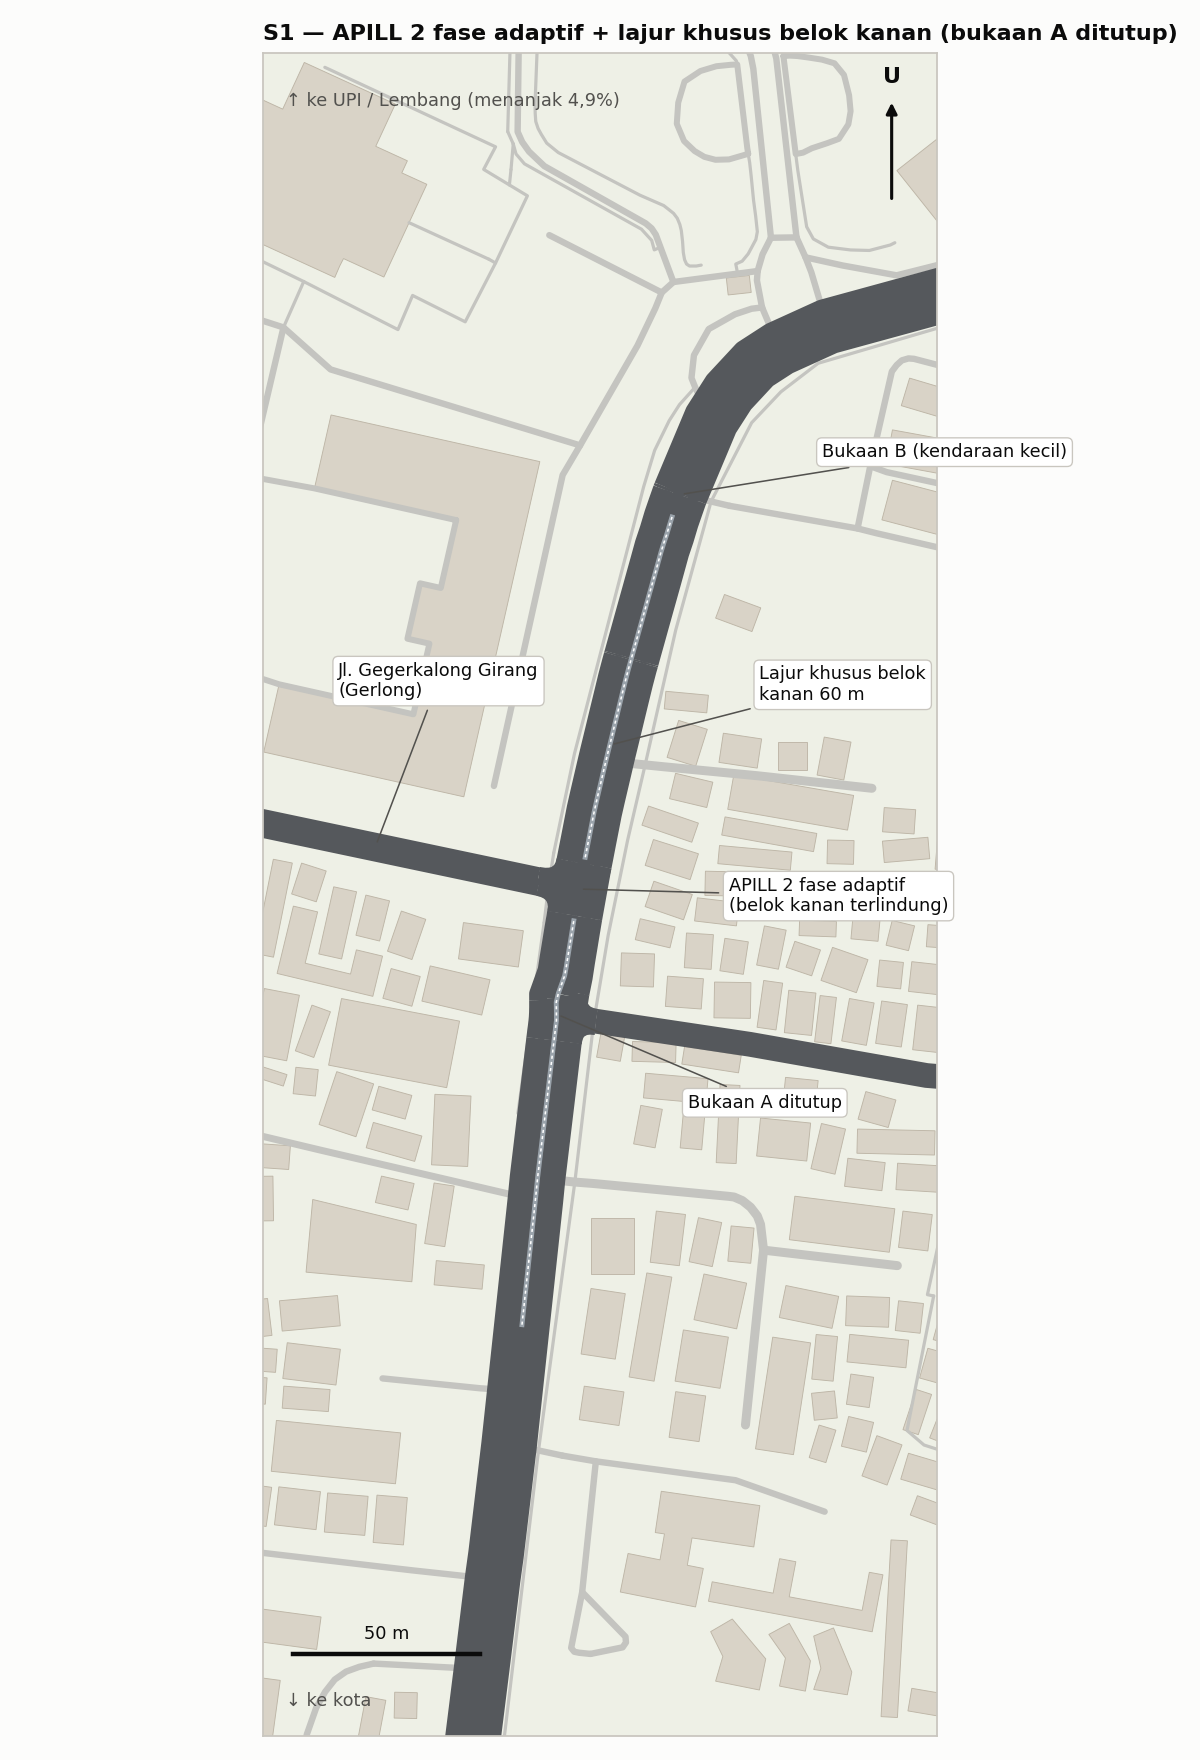 S1 — APILL 2 fase adaptif + lajur khusus belok kanan (bukaan A ditutup)
U
↑ ke UPI / Lembang (menanjak 4,9%)
Bukaan B (kendaraan kecil)
Jl. Gegerkalong Girang
(Gerlong)
Lajur khusus belok
kanan 60 m
APILL 2 fase adaptif
(belok kanan terlindung)
Bukaan A ditutup
50 m
↓ ke kota